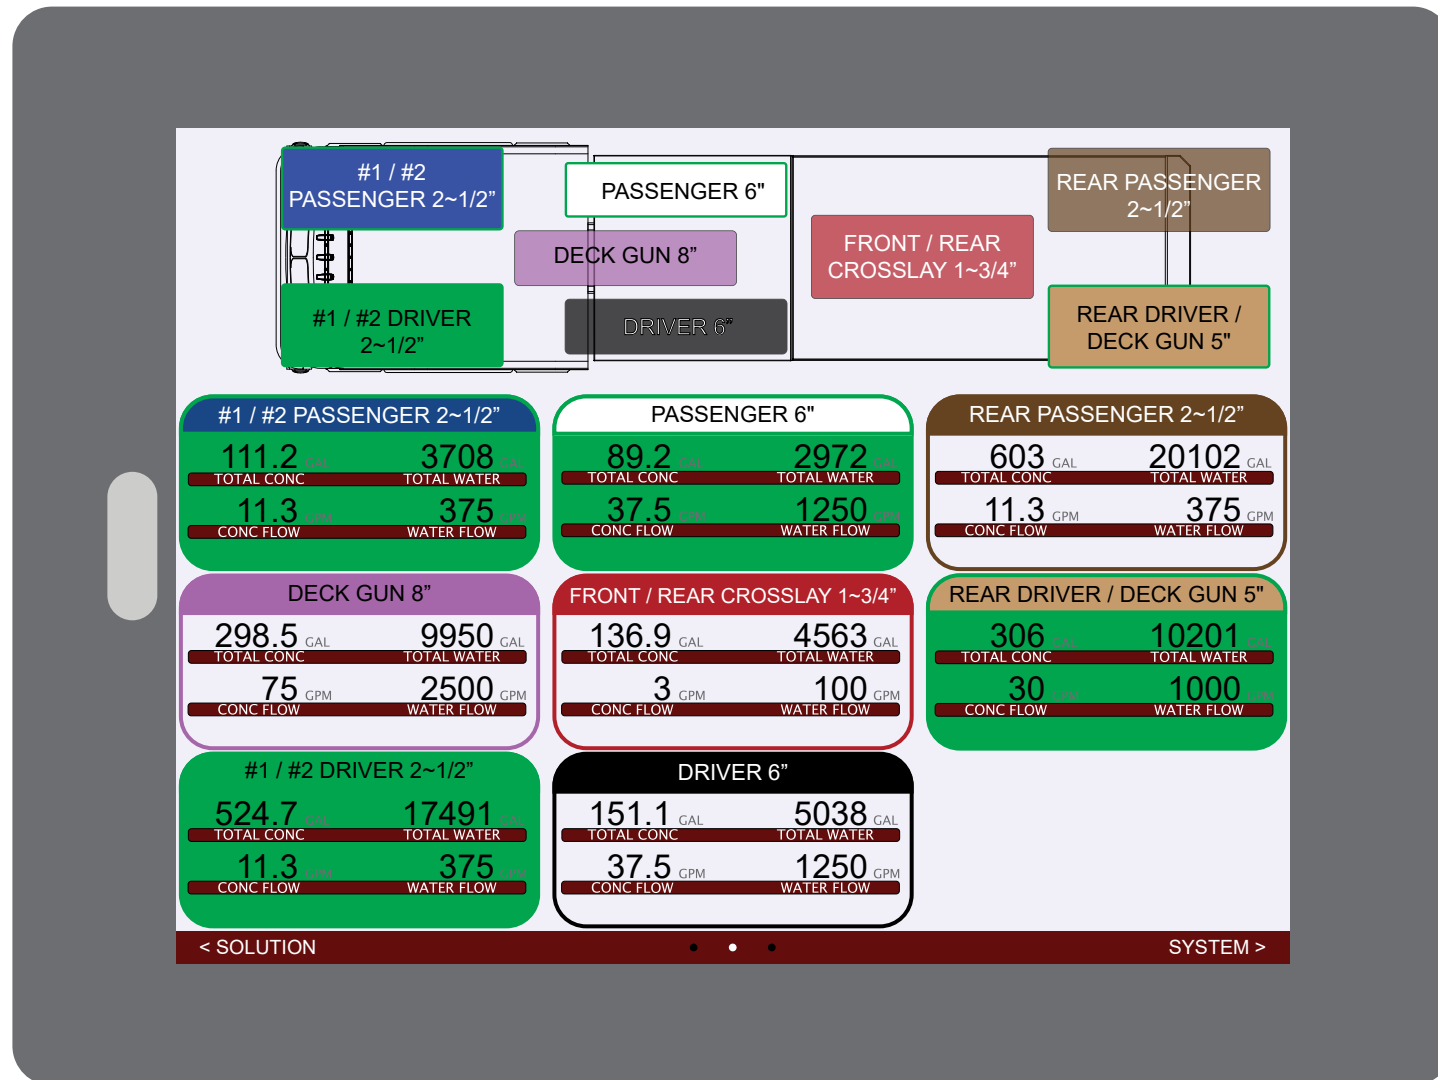 #1 / #2
PASSENGER 2~1/2”
PASSENGER 6"
REAR PASSENGER
2~1/2”
DECK GUN 8”
FRONT / REAR
CROSSLAY 1~3/4”
#1 / #2 DRIVER
2~1/2”
DRIVER 6”
REAR DRIVER /
DECK GUN 5"
#1 / #2 PASSENGER 2~1/2”
111.2 GAL 3708 GAL
TOTAL CONC TOTAL WATER
11.3 GPM 375 GPM
CONC FLOW WATER FLOW
PASSENGER 6"
89.2 GAL 2972 GAL
TOTAL CONC TOTAL WATER
37.5 GPM 1250 GPM
CONC FLOW WATER FLOW
REAR PASSENGER 2~1/2”
603 GAL 20102 GAL
TOTAL CONC TOTAL WATER
11.3 GPM 375 GPM
CONC FLOW WATER FLOW
DECK GUN 8”
298.5 GAL 9950 GAL
TOTAL CONC TOTAL WATER
75 GPM 2500 GPM
CONC FLOW WATER FLOW
FRONT / REAR CROSSLAY 1~3/4”
136.9 GAL 4563 GAL
TOTAL CONC TOTAL WATER
3 GPM 100 GPM
CONC FLOW WATER FLOW
REAR DRIVER / DECK GUN 5"
306 GAL 10201 GAL
TOTAL CONC TOTAL WATER
30 GPM 1000 GPM
CONC FLOW WATER FLOW
#1 / #2 DRIVER 2~1/2”
524.7 GAL 17491 GAL
TOTAL CONC TOTAL WATER
11.3 GPM 375 GPM
CONC FLOW WATER FLOW
DRIVER 6”
151.1 GAL 5038 GAL
TOTAL CONC TOTAL WATER
37.5 GPM 1250 GPM
CONC FLOW WATER FLOW
< SOLUTION SYSTEM >